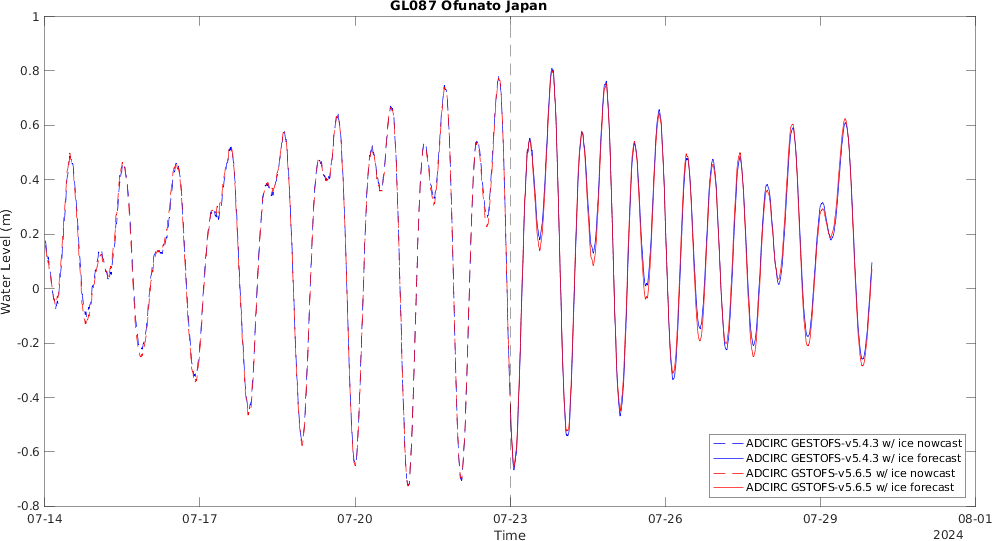 GL087 Ofunato Japan
1
0.8
0.6
0.4
0.2
0
-0.2
-0.4
-0.6
-0.8
Water Level (m)
07-14 07-17 07-20 07-23 07-26 07-29 08-01
Time
2024
ADCIRC GESTOFS-v5.4.3 w/ ice nowcast
ADCIRC GESTOFS-v5.4.3 w/ ice forecast
ADCIRC GSTOFS-v5.6.5 w/ ice nowcast
ADCIRC GSTOFS-v5.6.5 w/ ice forecast